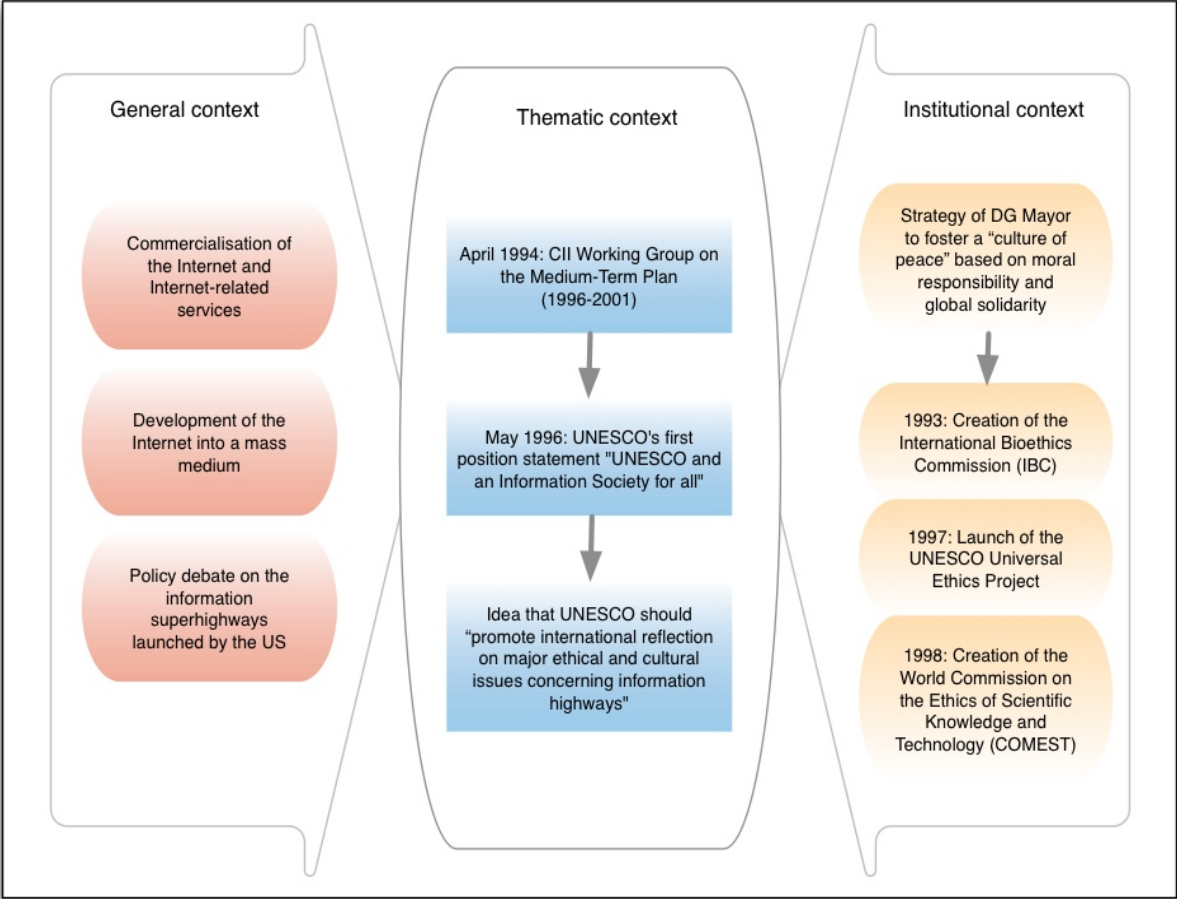 General context
Commercialisation of
the Internet and
Internet-related
services
Development of the
Internet into a mass
medium
Policy debate on the
information
superhighways
launched by the US
Thematic context
April 1994: CII Working Group on
the Medium-Term Plan
(1996-2001)
May 1996: UNESCO's first
position statement "UNESCO and
an Information Society for all"
Idea that UNESCO should
“promote international reflection
on major ethical and cultural
issues concerning information
highways"
Institutional context
Strategy of DG Mayor
to foster a “culture of
peace” based on moral
responsibility and
global solidarity
1993: Creation of the
International Bioethics
Commission (IBC)
1997: Launch of the
UNESCO Universal
Ethics Project
1998: Creation of the
World Commission on
the Ethics of Scientific
Knowledge and
Technology (COMEST)